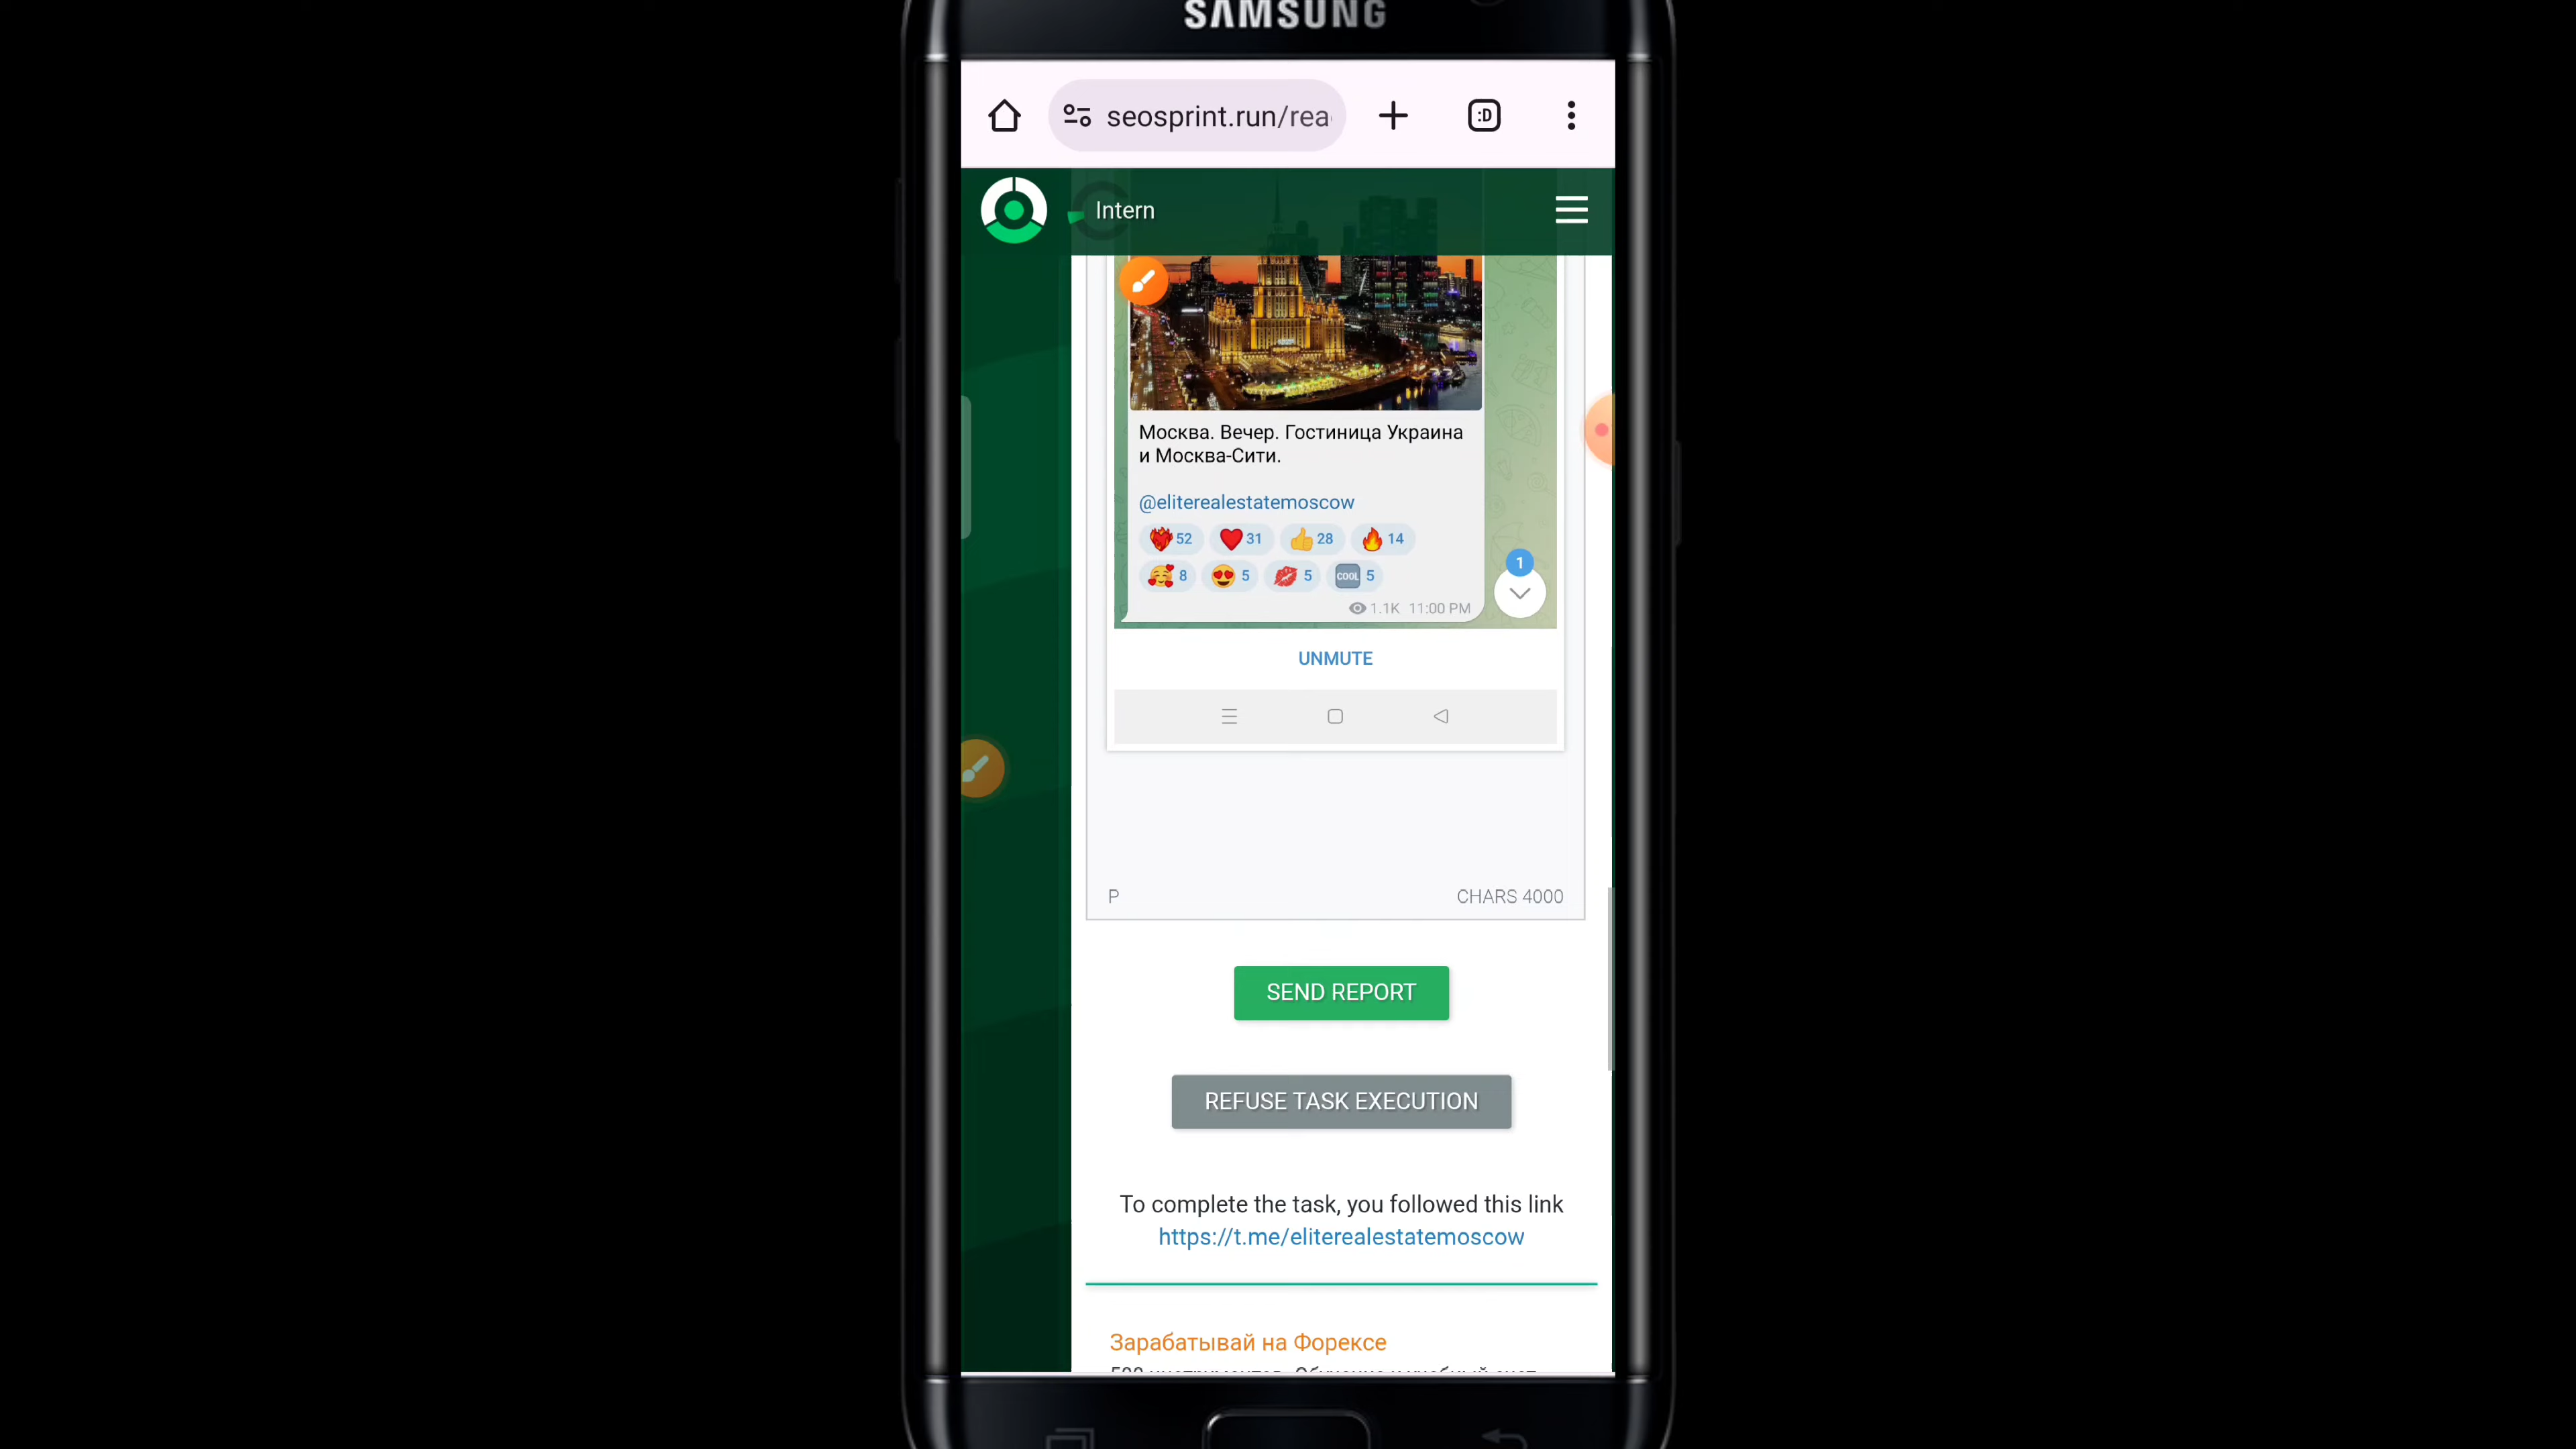 SAMSUNG
seosprint.run/rea
:D
Intern
Москва. Вечер. Гостиница Украина
и Москва-Сити.
@eliterealestatemoscow
52 31 28 14
8 5 5 COOL 5
1
1.1K 11:00 PM
UNMUTE
P CHARS 4000
SEND REPORT
REFUSE TASK EXECUTION
To complete the task, you followed this link
https://t.me/eliterealestatemoscow
Зарабатывай на Форексе